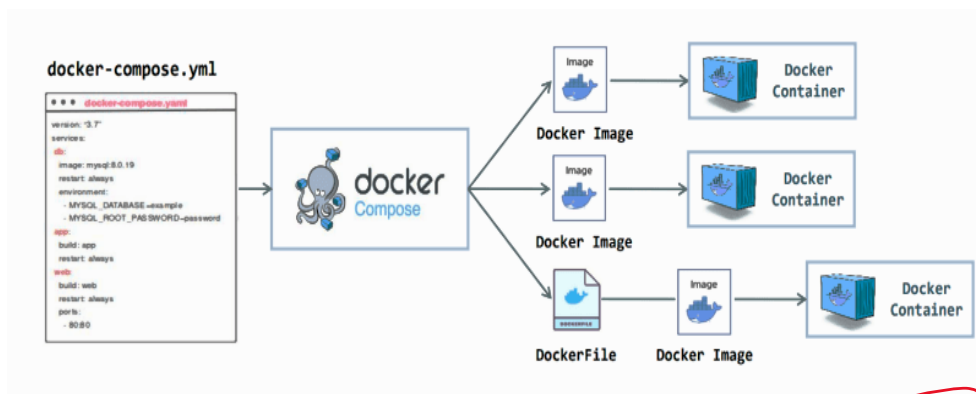 docker-compose.yml
docker-compose.yaml
version: "3.7"
services:
db:
image: mysql:8.0.19
restart: always
environment:
- MYSQL_DATABASE=example
- MYSQL_ROOT_PASSWORD=password
app:
build: app
restart: always
web:
build: web
restart: always
ports:
- 80:80
docker
Compose
Image
Docker Image
Docker
Container
Image
Docker Image
Docker
Container
DOCKERFILE
DockerFile
Image
Docker Image
Docker
Container